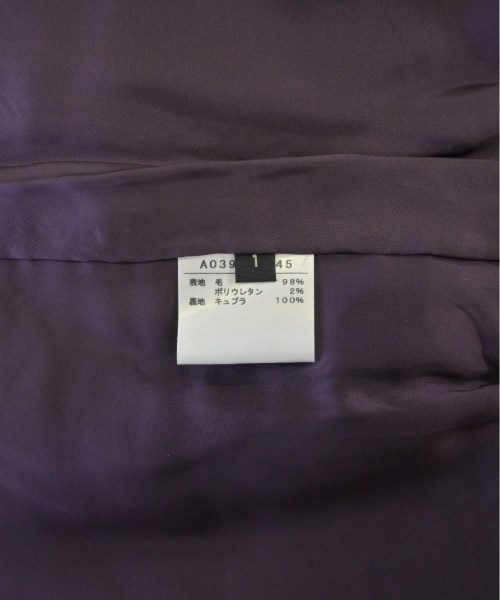 A039 1 45
表地 毛 98%
ポリウレタン 2%
裏地 キュプラ 100%